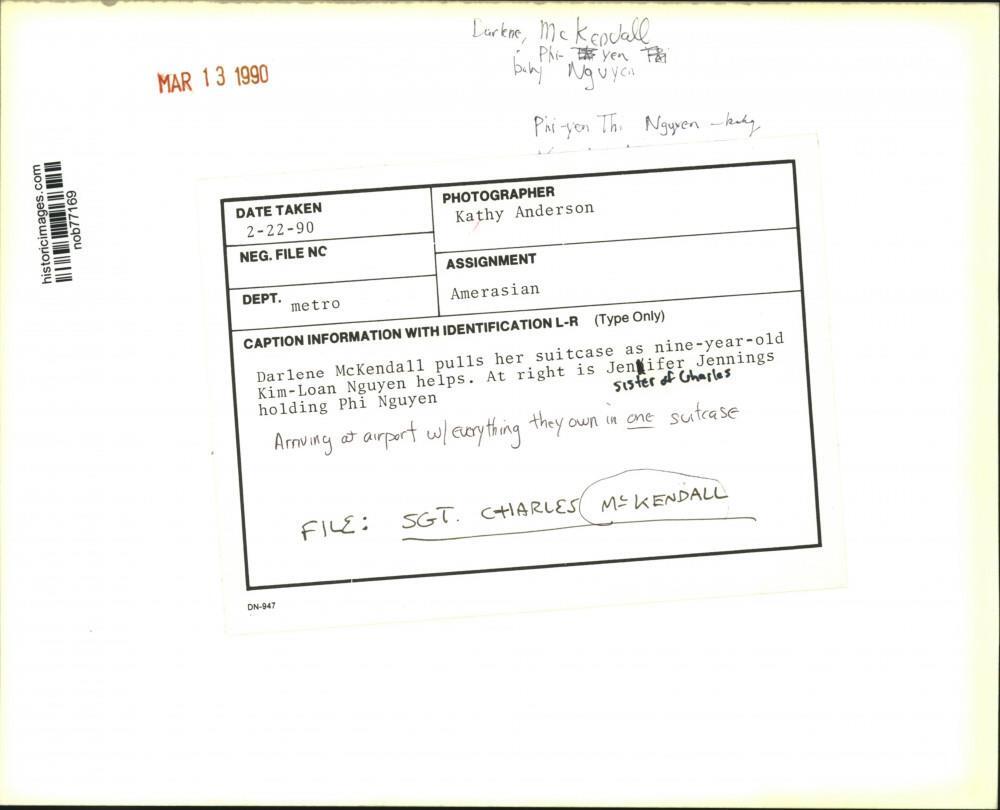 Darlene, McKendall
Phi- yen
baby Nguyen
MAR 13 1990
Phi-yen Thi Nguyen - baby
historicimages.com
nob77169
DATE TAKEN
2-22-90
PHOTOGRAPHER
Kathy Anderson
NEG. FILE NC
ASSIGNMENT
Amerasian
DEPT. metro
CAPTION INFORMATION WITH IDENTIFICATION L-R (Type Only)
Darlene McKendall pulls her suitcase as nine-year-old
Kim-Loan Nguyen helps. At right is Jennifer Jennings
sister of Charles
holding Phi Nguyen
Arriving at airport w/ everything they own in one suitcase
FILE: SGT. CHARLES McKENDALL
DN-947